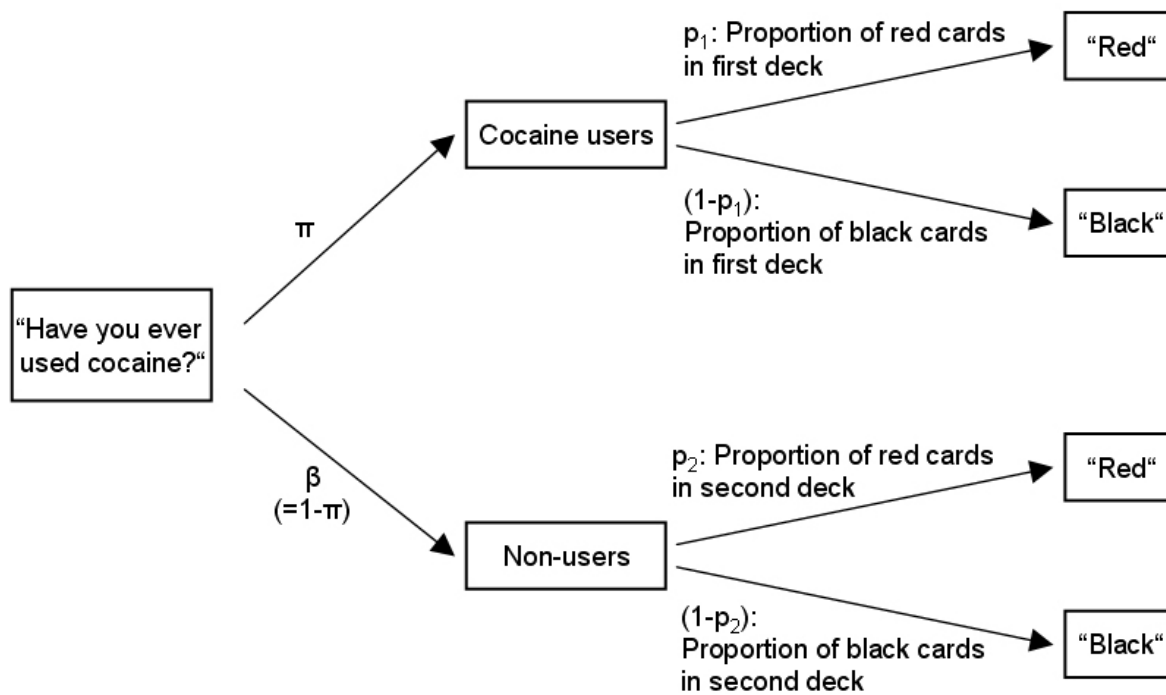 p₁: Proportion of red cards
in first deck
“Red“
Cocaine users
(1-p₁):
Proportion of black cards
in first deck
“Black“
π
“Have you ever
used cocaine?“
β
(=1-π)
p₂: Proportion of red cards
in second deck
“Red“
Non-users
(1-p₂):
Proportion of black cards
in second deck
“Black“